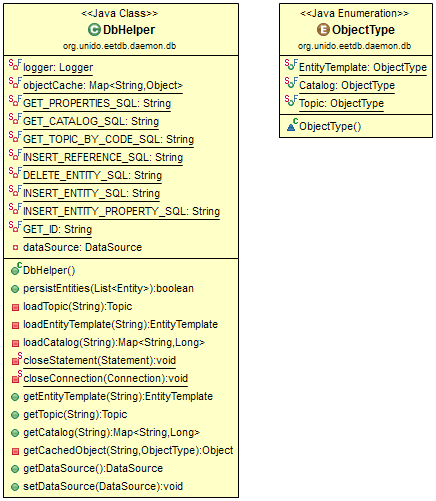 <<Java Class>>
DbHelper
org.unido.eetdb.daemon.db
logger: Logger
objectCache: Map<String,Object>
GET_PROPERTIES_SQL: String
GET_CATALOG_SQL: String
GET_TOPIC_BY_CODE_SQL: String
INSERT_REFERENCE_SQL: String
DELETE_ENTITY_SQL: String
INSERT_ENTITY_SQL: String
INSERT_ENTITY_PROPERTY_SQL: String
GET_ID: String
dataSource: DataSource
DbHelper()
persistEntities(List<Entity>):boolean
loadTopic(String):Topic
loadEntityTemplate(String):EntityTemplate
loadCatalog(String):Map<String,Long>
closeStatement(Statement):void
closeConnection(Connection):void
getEntityTemplate(String):EntityTemplate
getTopic(String):Topic
getCatalog(String):Map<String,Long>
getCachedObject(String,ObjectType):Object
getDataSource():DataSource
setDataSource(DataSource):void
<<Java Enumeration>>
ObjectType
org.unido.eetdb.daemon.db
EntityTemplate: ObjectType
Catalog: ObjectType
Topic: ObjectType
ObjectType()